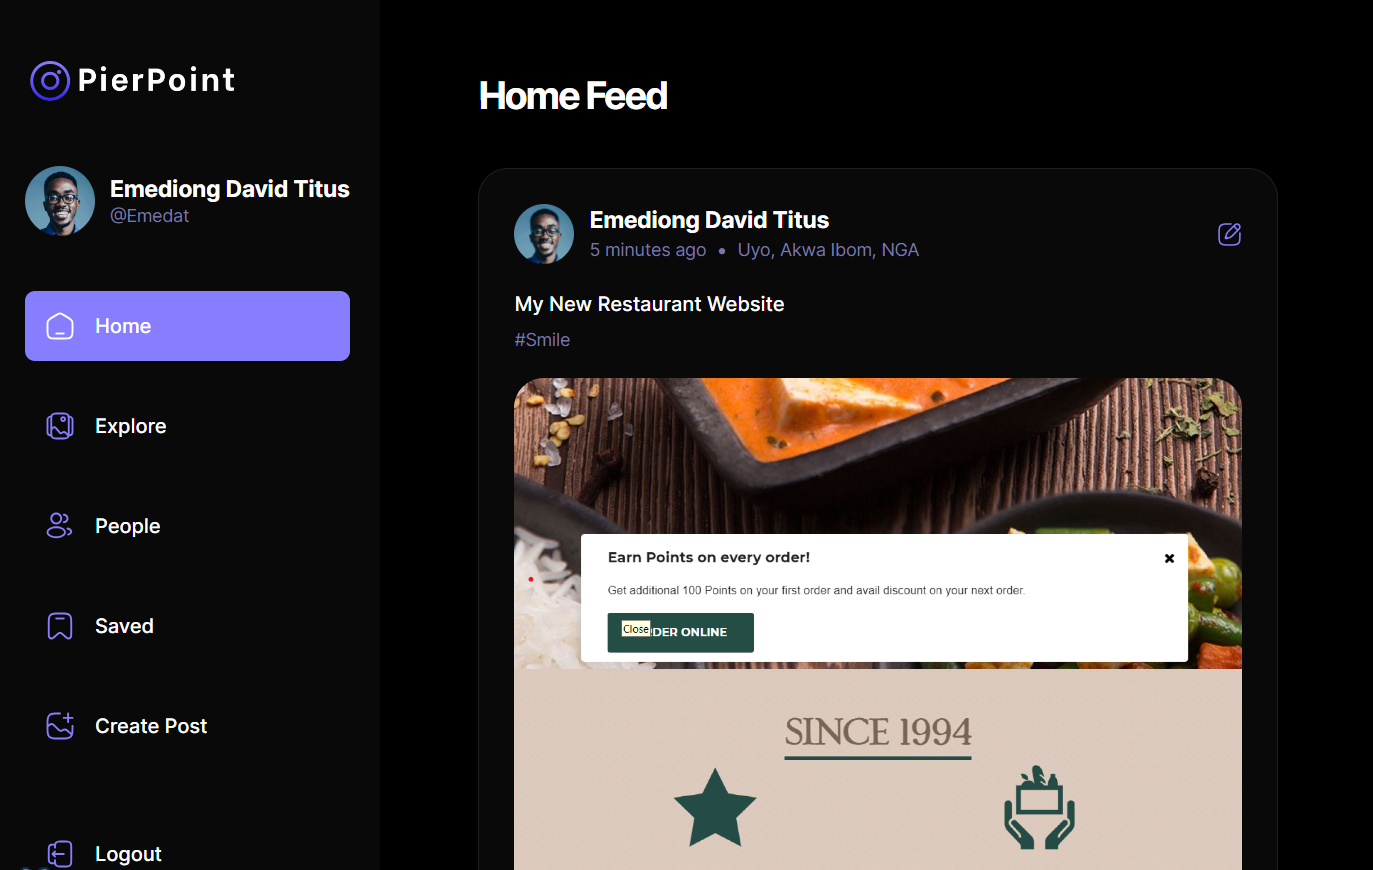 PierPoint
Emediong David Titus
@Emedat
Home
Explore
People
Saved
Create Post
Logout
Home Feed
Emediong David Titus
5 minutes ago • Uyo, Akwa Ibom, NGA
My New Restaurant Website
#Smile
Earn Points on every order!
Get additional 100 Points on your first order and avail discount on your next order.
Close DER ONLINE
SINCE 1994